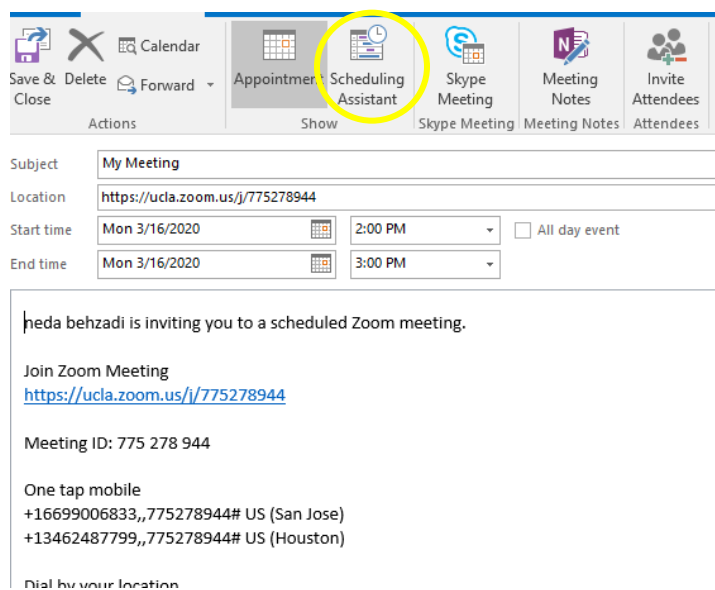 Save & Close
Delete
Calendar
Forward
Actions
Appointment
Scheduling Assistant
Show
Skype Meeting
Skype Meeting
Meeting Notes
Meeting Notes
Invite Attendees
Attendees
Subject My Meeting
Location https://ucla.zoom.us/j/775278944
Start time Mon 3/16/2020 2:00 PM All day event
End time Mon 3/16/2020 3:00 PM
neda behzadi is inviting you to a scheduled Zoom meeting.
Join Zoom Meeting
https://ucla.zoom.us/j/775278944
Meeting ID: 775 278 944
One tap mobile
+16699006833,,775278944# US (San Jose)
+13462487799,,775278944# US (Houston)
Dial by your location